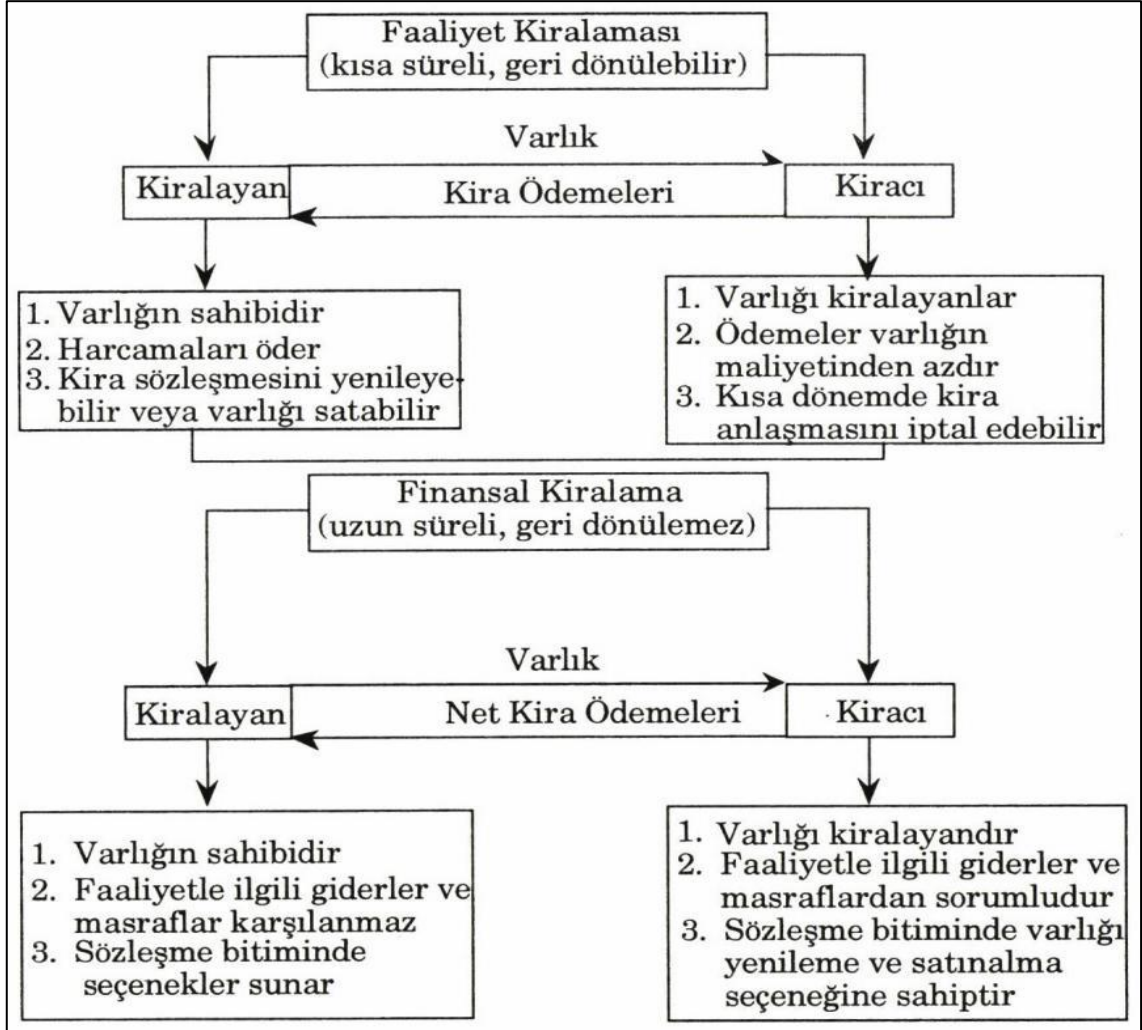 Faaliyet Kiralaması
(kısa süreli, geri dönülebilir)
Varlık
Kiralayan
Kira Ödemeleri
Kiracı
1. Varlığın sahibidir
2. Harcamaları öder
3. Kira sözleşmesini yenileye-
bilir veya varlığı satabilir
1. Varlığı kiralayanlar
2. Ödemeler varlığın
maliyetinden azdır
3. Kısa dönemde kira
anlaşmasını iptal edebilir
Finansal Kiralama
(uzun süreli, geri dönülemez)
Varlık
Kiralayan
Net Kira Ödemeleri
Kiracı
1. Varlığın sahibidir
2. Faaliyetle ilgili giderler ve
masraflar karşılanmaz
3. Sözleşme bitiminde
seçenekler sunar
1. Varlığı kiralayandır
2. Faaliyetle ilgili giderler ve
masraflardan sorumludur
3. Sözleşme bitiminde varlığı
yenileme ve satınalma
seçeneğine sahiptir